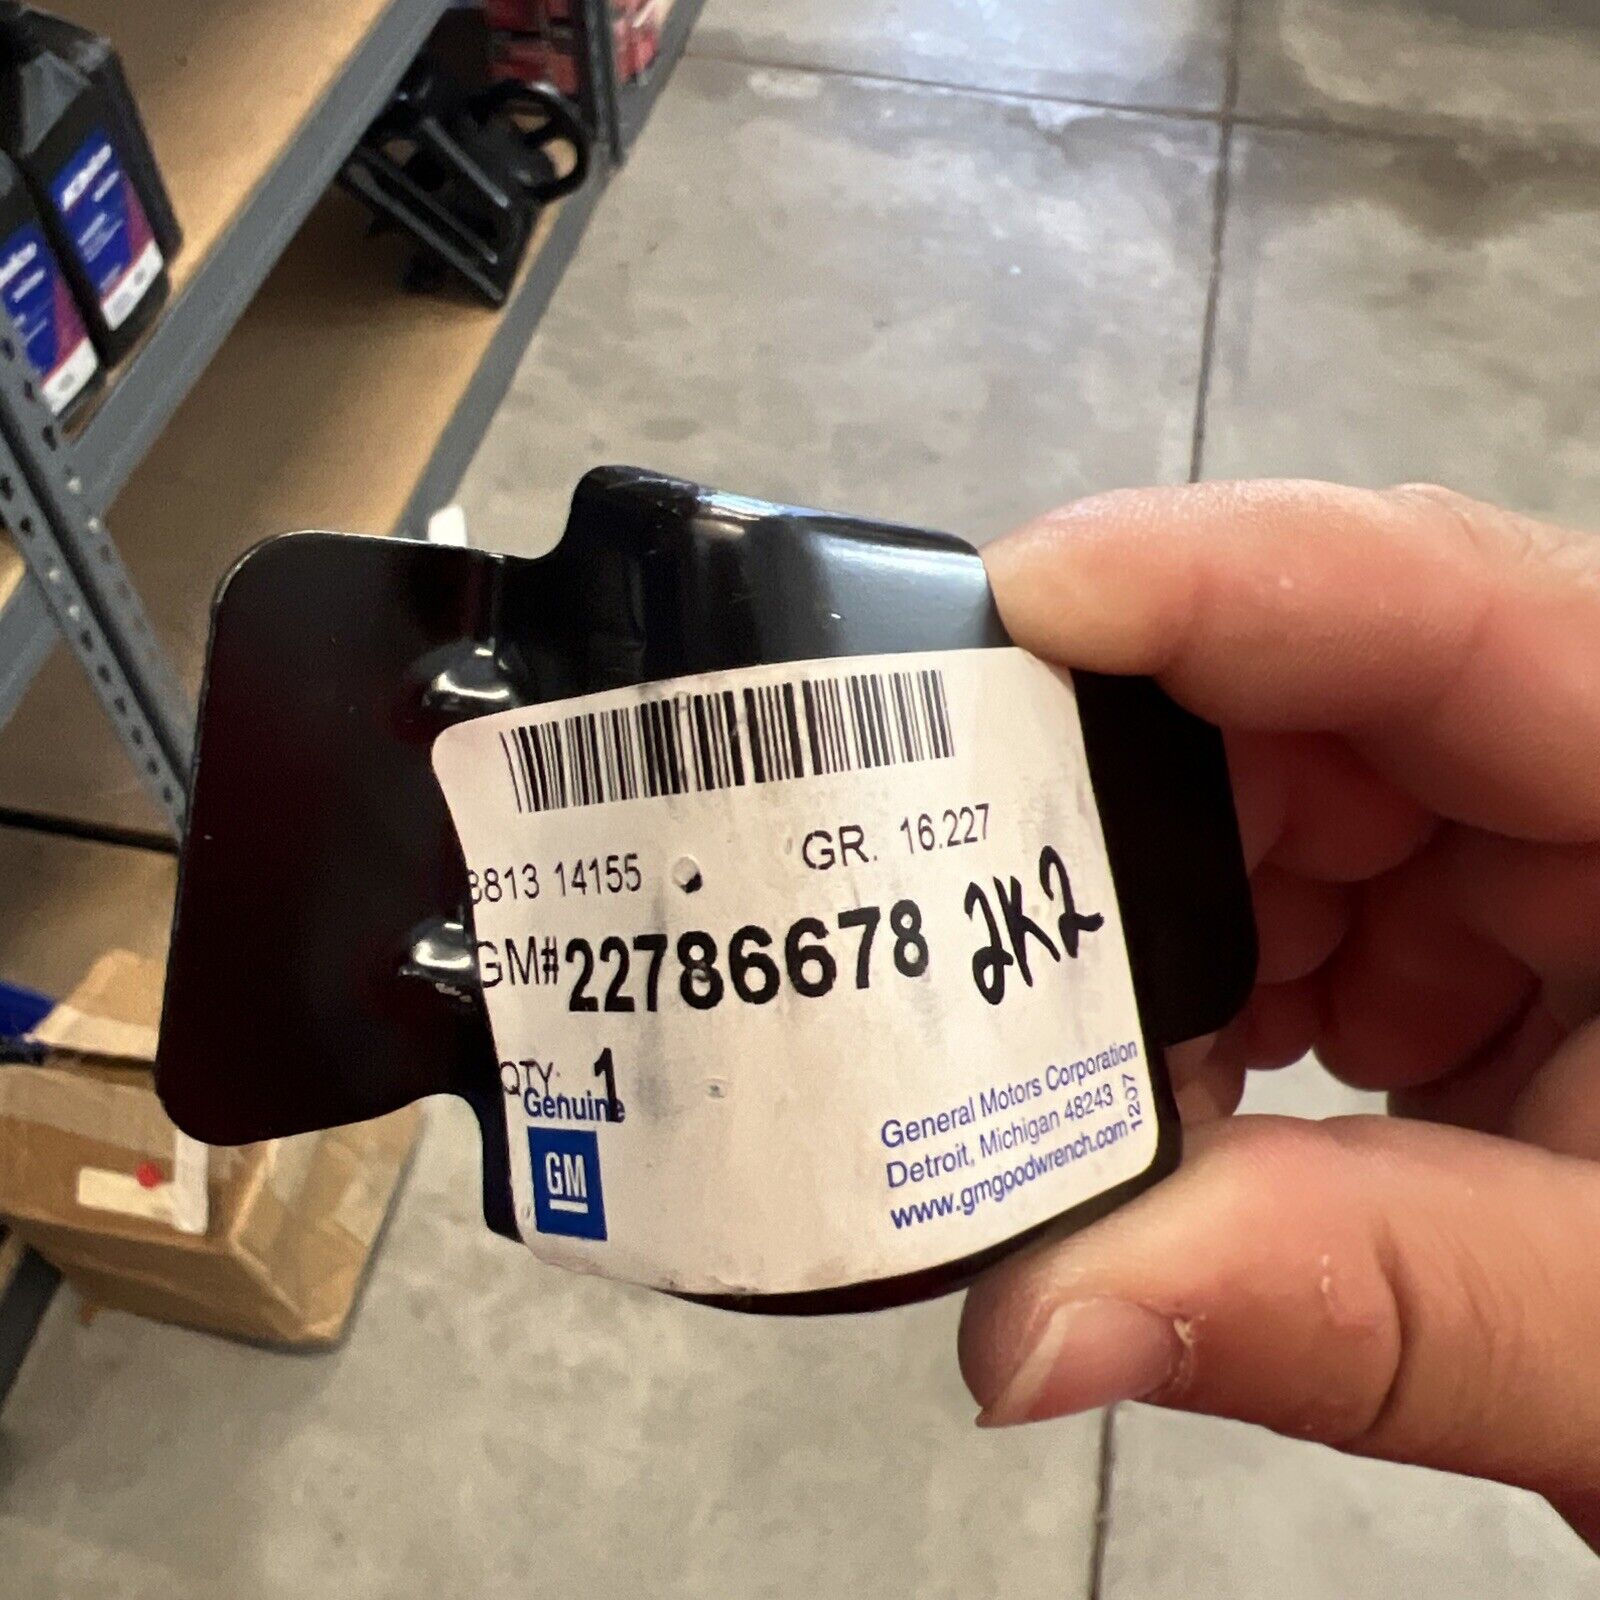 3813 14155 GR. 16.227
GM# 22786678 2K2
QTY. 1
Genuine
GM
General Motors Corporation
Detroit, Michigan 48243
www.gmgoodwrench.com
1207
ACDelco